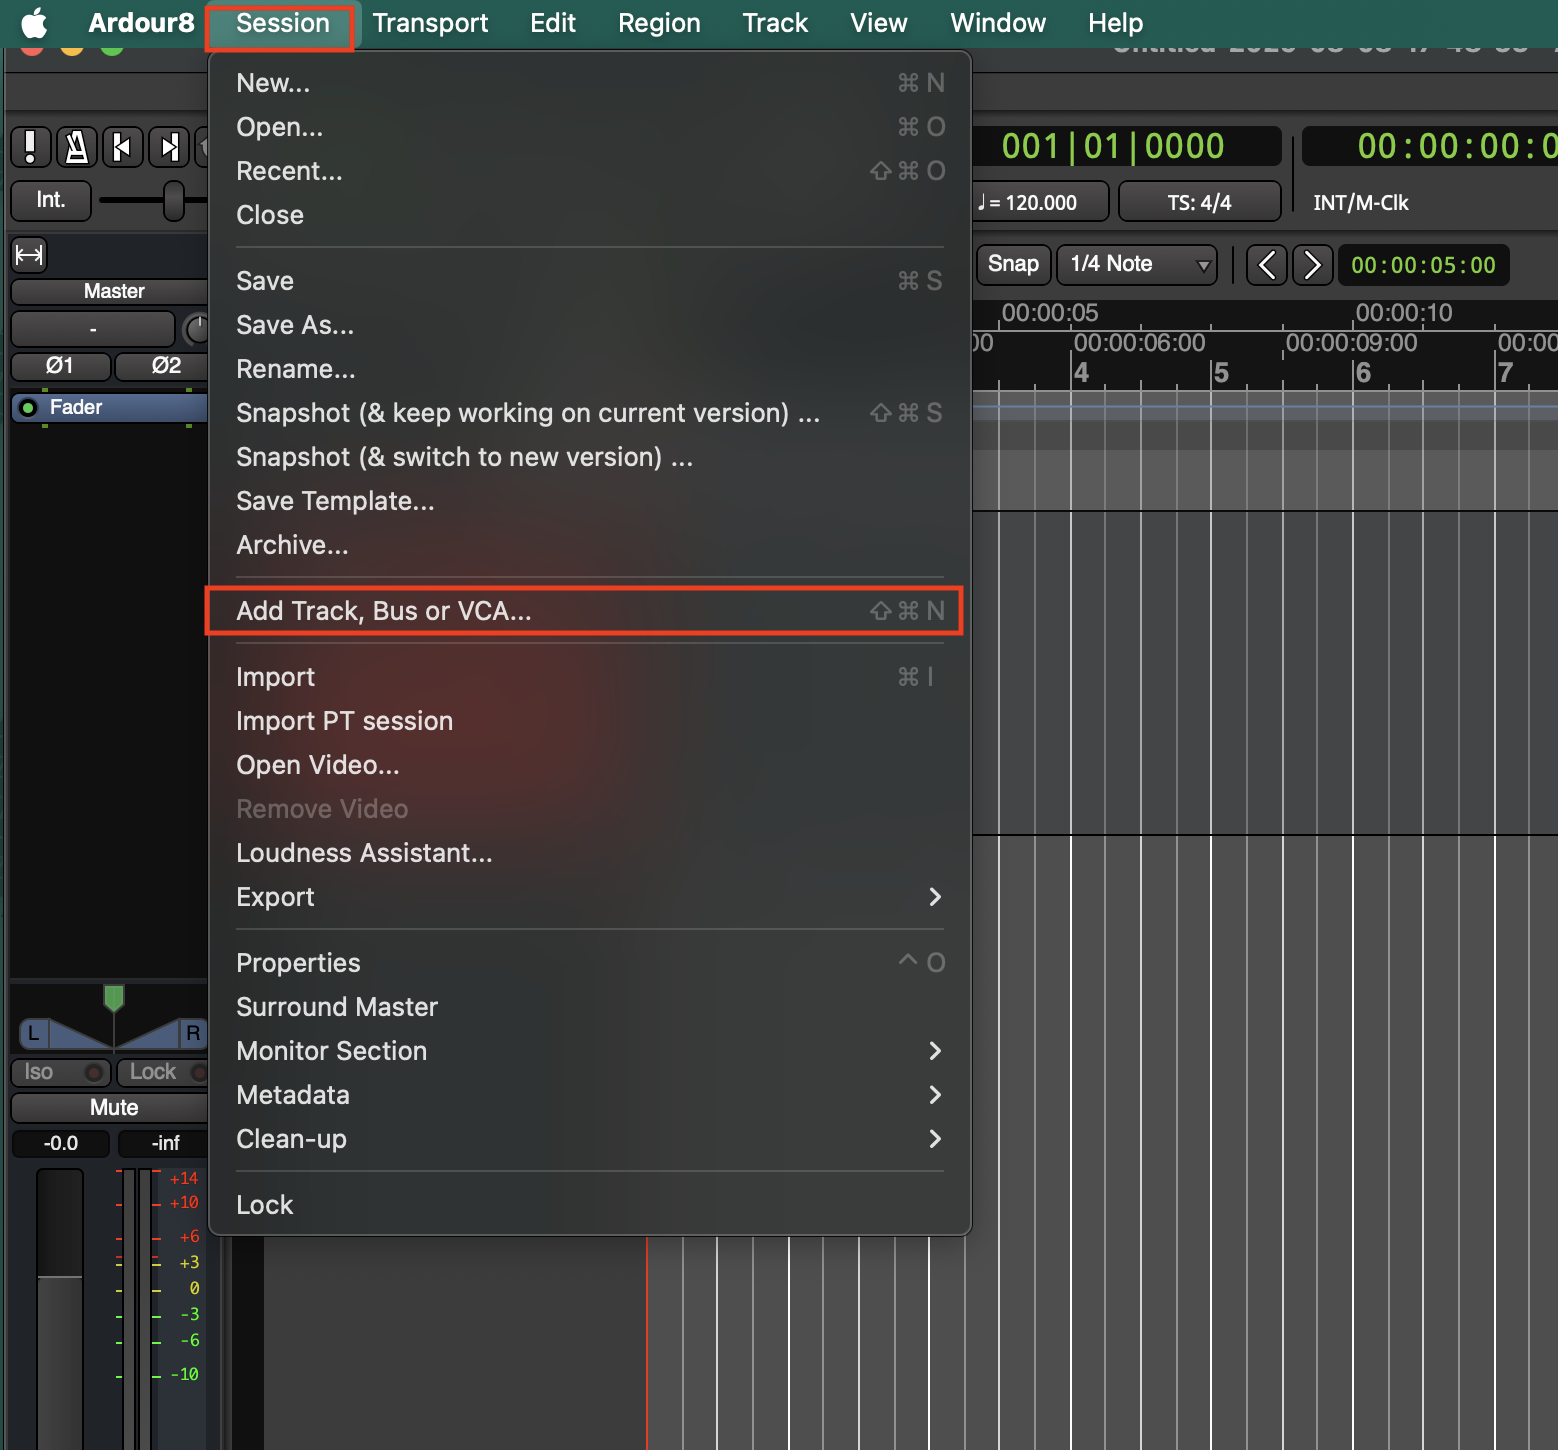 Ardour8 Session Transport Edit Region Track View Window Help
New... ⌘ N
Open... ⌘ O
Recent... ⇧ ⌘ O
Close
Save ⌘ S
Save As...
Rename...
Snapshot (& keep working on current version) ... ⇧ ⌘ S
Snapshot (& switch to new version) ...
Save Template...
Archive...
Add Track, Bus or VCA... ⇧ ⌘ N
Import ⌘ I
Import PT session
Open Video...
Remove Video
Loudness Assistant...
Export
Properties ^ O
Surround Master
Monitor Section
Metadata
Clean-up
Lock
Int.
Master
-
Ø1 Ø2
Fader
L R
Iso Lock
Mute
-0.0 -inf
+14
+10
+6
+3
0
-3
-6
-10
001|01|0000 00:00:00:0
♩ = 120.000 TS: 4/4 INT/M-Clk
Snap 1/4 Note 00:00:05:00
00:00:05 00:00:10
00 00:00:06:00 00:00:09:00 00:00
4 5 6 7